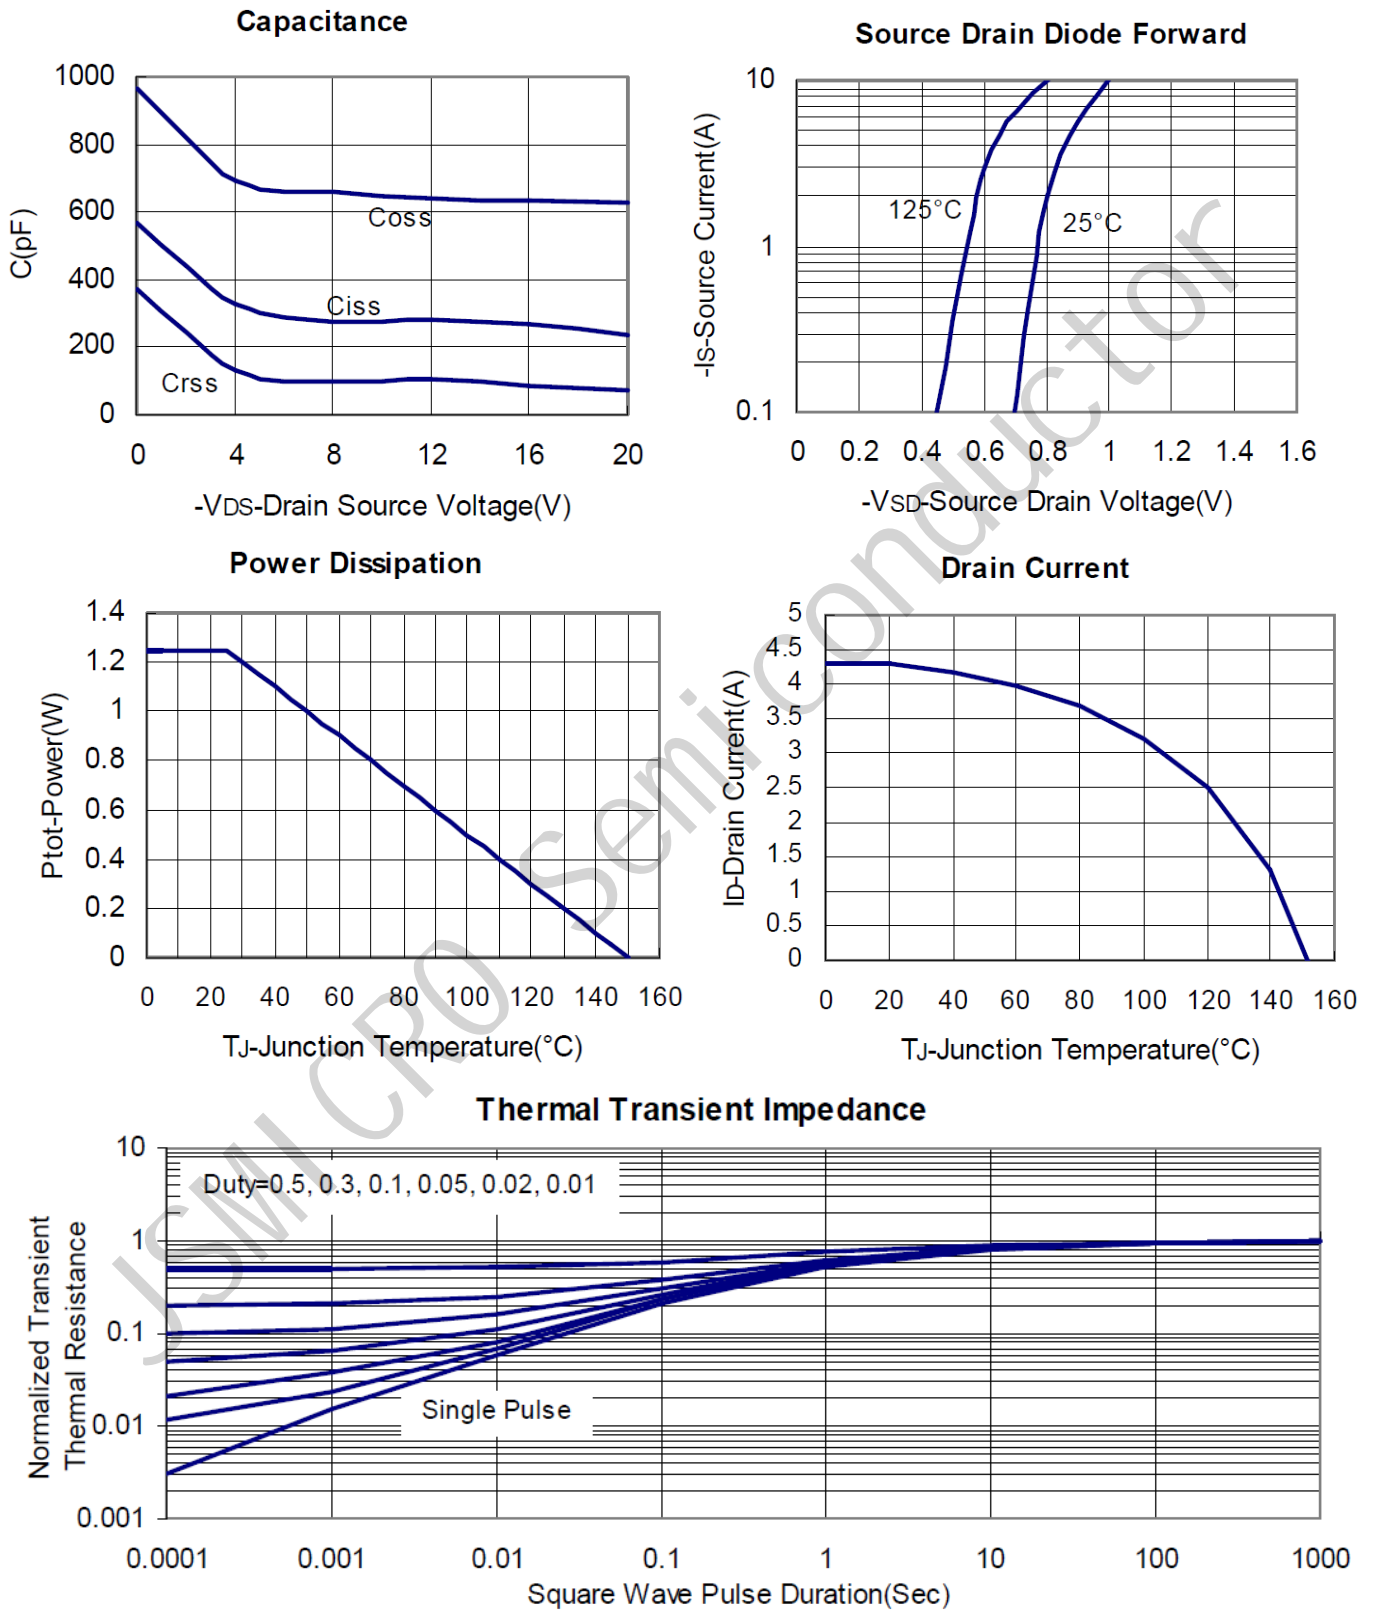 Capacitance
1000
800
600
400
200
0
C(pF)
Coss
Ciss
Crss
0 4 8 12 16 20
-VDS-Drain Source Voltage(V)
Source Drain Diode Forward
10
1
0.1
-IS-Source Current(A)
125°C
25°C
0 0.2 0.4 0.6 0.8 1 1.2 1.4 1.6
-VSD-Source Drain Voltage(V)
Power Dissipation
1.4
1.2
1
0.8
0.6
0.4
0.2
0
Ptot-Power(W)
0 20 40 60 80 100 120 140 160
TJ-Junction Temperature(°C)
Drain Current
5
4.5
4
3.5
3
2.5
2
1.5
1
0.5
0
ID-Drain Current(A)
0 20 40 60 80 100 120 140 160
TJ-Junction Temperature(°C)
Thermal Transient Impedance
10
1
0.1
0.01
0.001
Normalized Transient
Thermal Resistance
Duty=0.5, 0.3, 0.1, 0.05, 0.02, 0.01
Single Pulse
0.0001 0.001 0.01 0.1 1 10 100 1000
Square Wave Pulse Duration(Sec)
JSMICRO Semiconductor